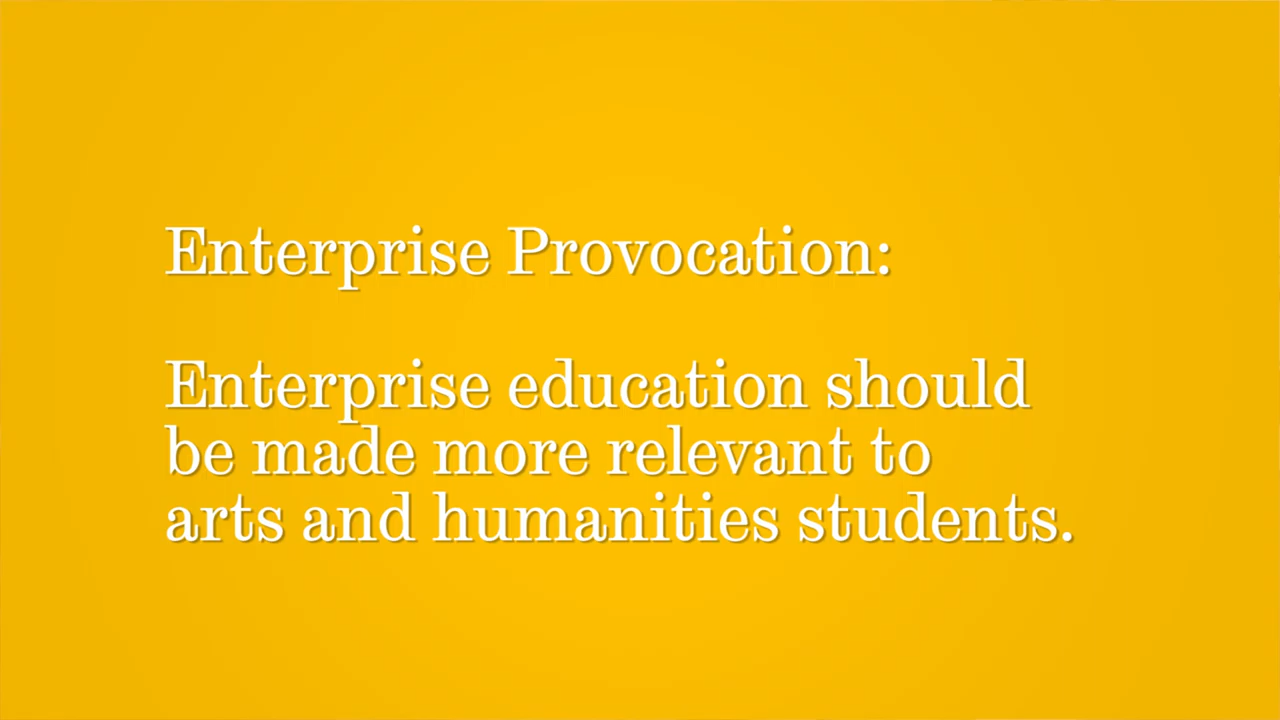 Enterprise Provocation:
Enterprise education should
be made more relevant to
arts and humanities students.